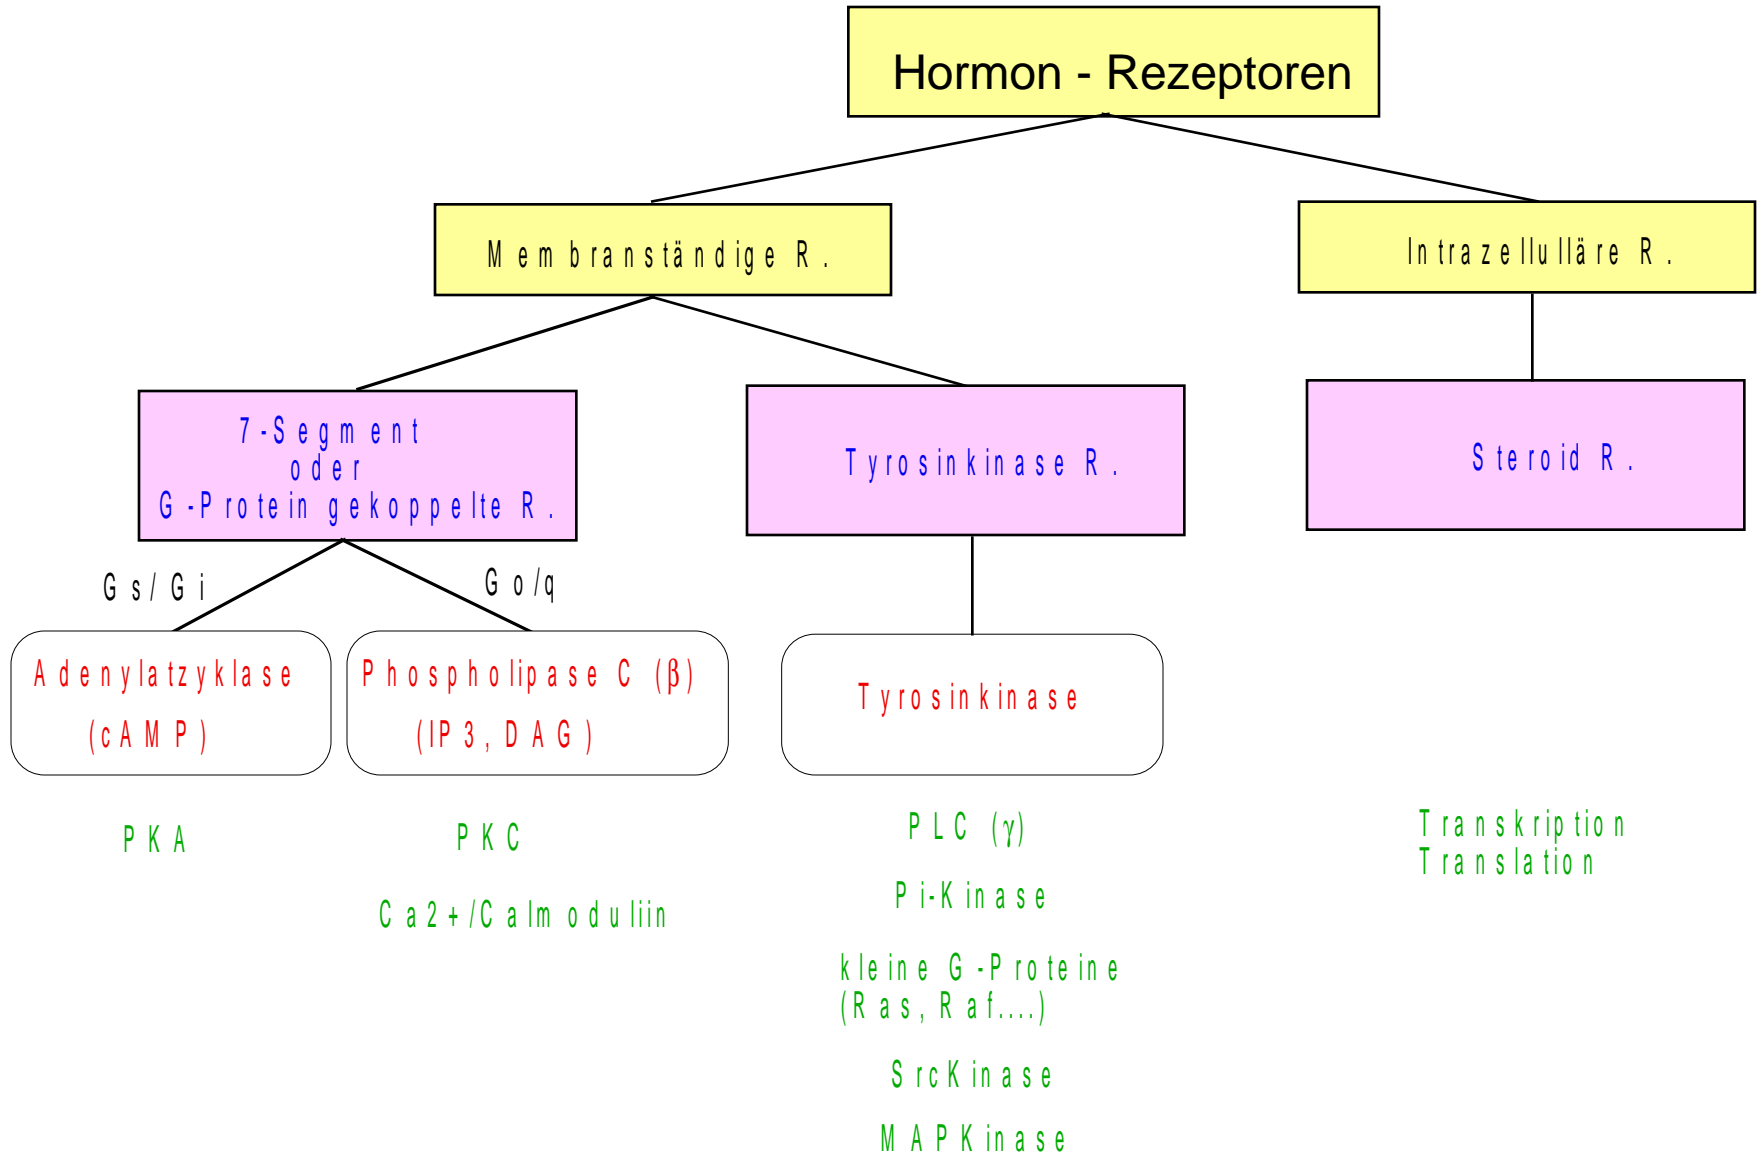 Hormon - Rezeptoren
Membranständige R.
Intrazellulläre R.
7-Segment
oder
G-Protein gekoppelte R.
Tyrosinkinase R.
Steroid R.
Gs/ Gi
Go/q
Adenylatzyklase
(cAMP)
Phospholipase C (β)
(IP3, DAG)
Tyrosinkinase
PKA
PKC
Ca2+/Calmoduliin
PLC (γ)
Pi-Kinase
kleine G-Proteine
(Ras, Raf....)
SrcKinase
MAPKinase
Transkription
Translation